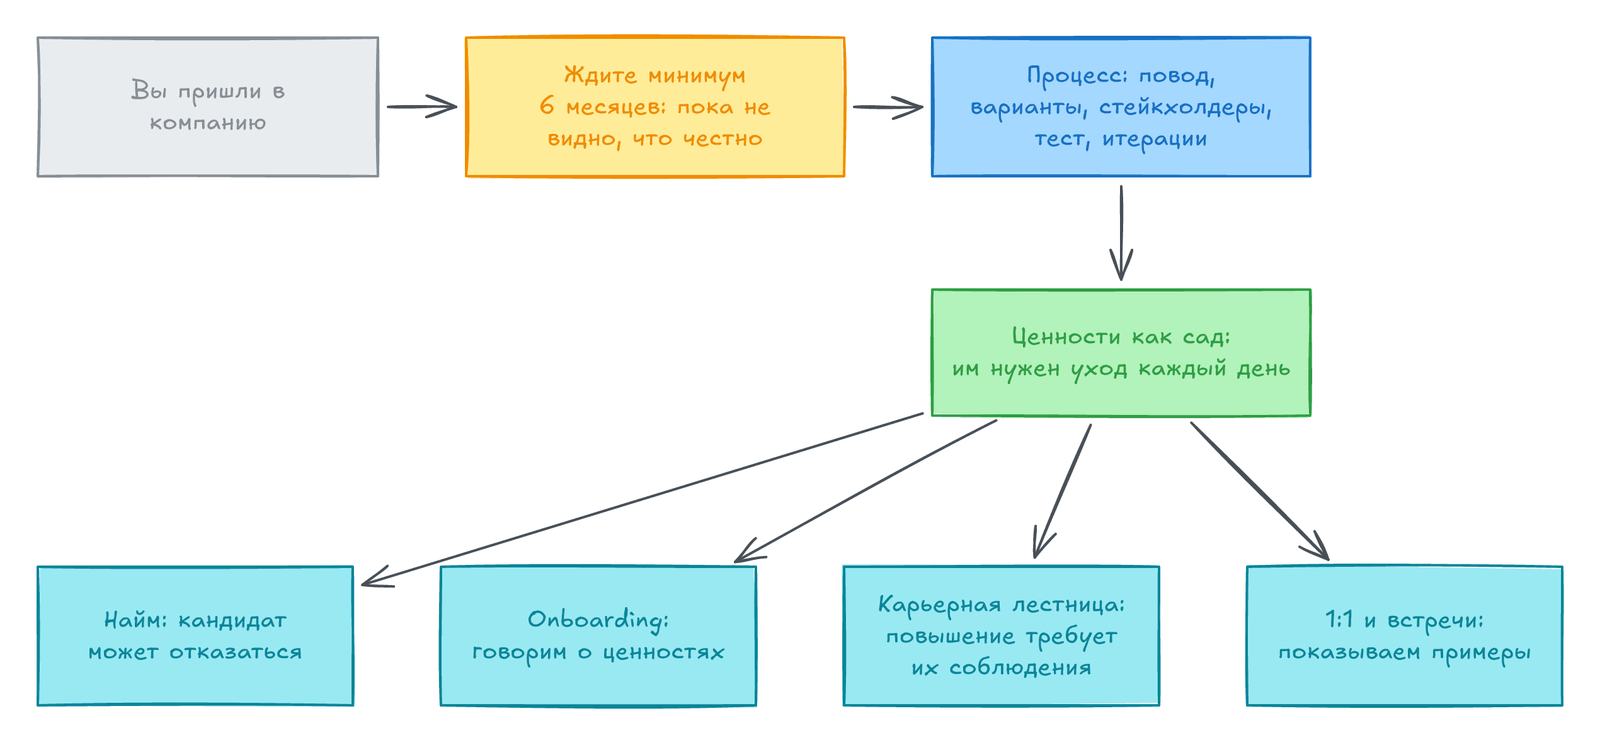 Вы пришли в
компанию
Ждите минимум
6 месяцев: пока не
видно, что честно
Процесс: повод,
варианты, стейкхолдеры,
тест, итерации
Ценности как сад:
им нужен уход каждый день
Найм: кандидат
может отказаться
Onboarding:
говорим о ценностях
Карьерная лестница:
повышение требует
их соблюдения
1:1 и встречи:
показываем примеры